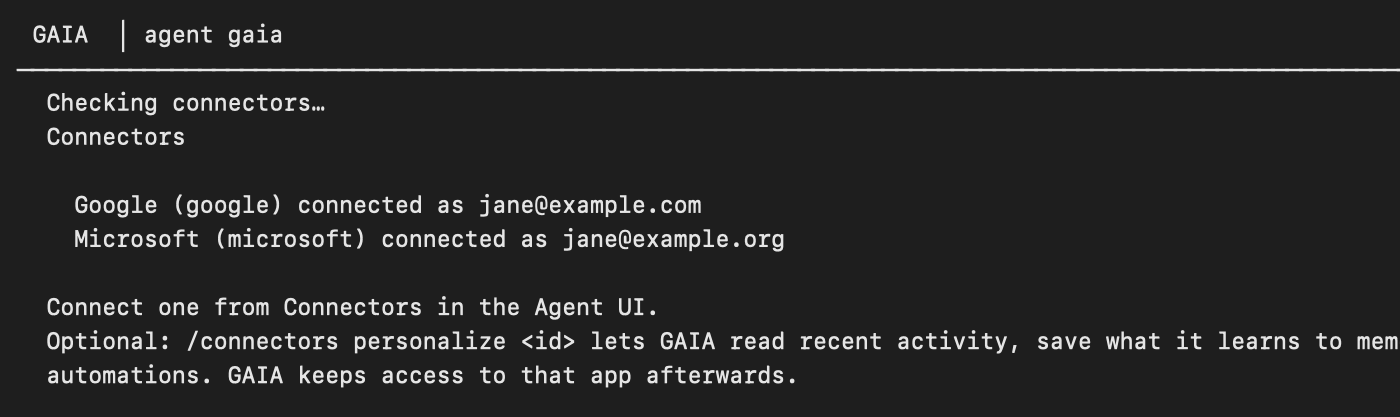 GAIA | agent gaia
Checking connectors…
Connectors
Google (google) connected as jane@example.com
Microsoft (microsoft) connected as jane@example.org
Connect one from Connectors in the Agent UI.
Optional: /connectors personalize <id> lets GAIA read recent activity, save what it learns to mem
automations. GAIA keeps access to that app afterwards.